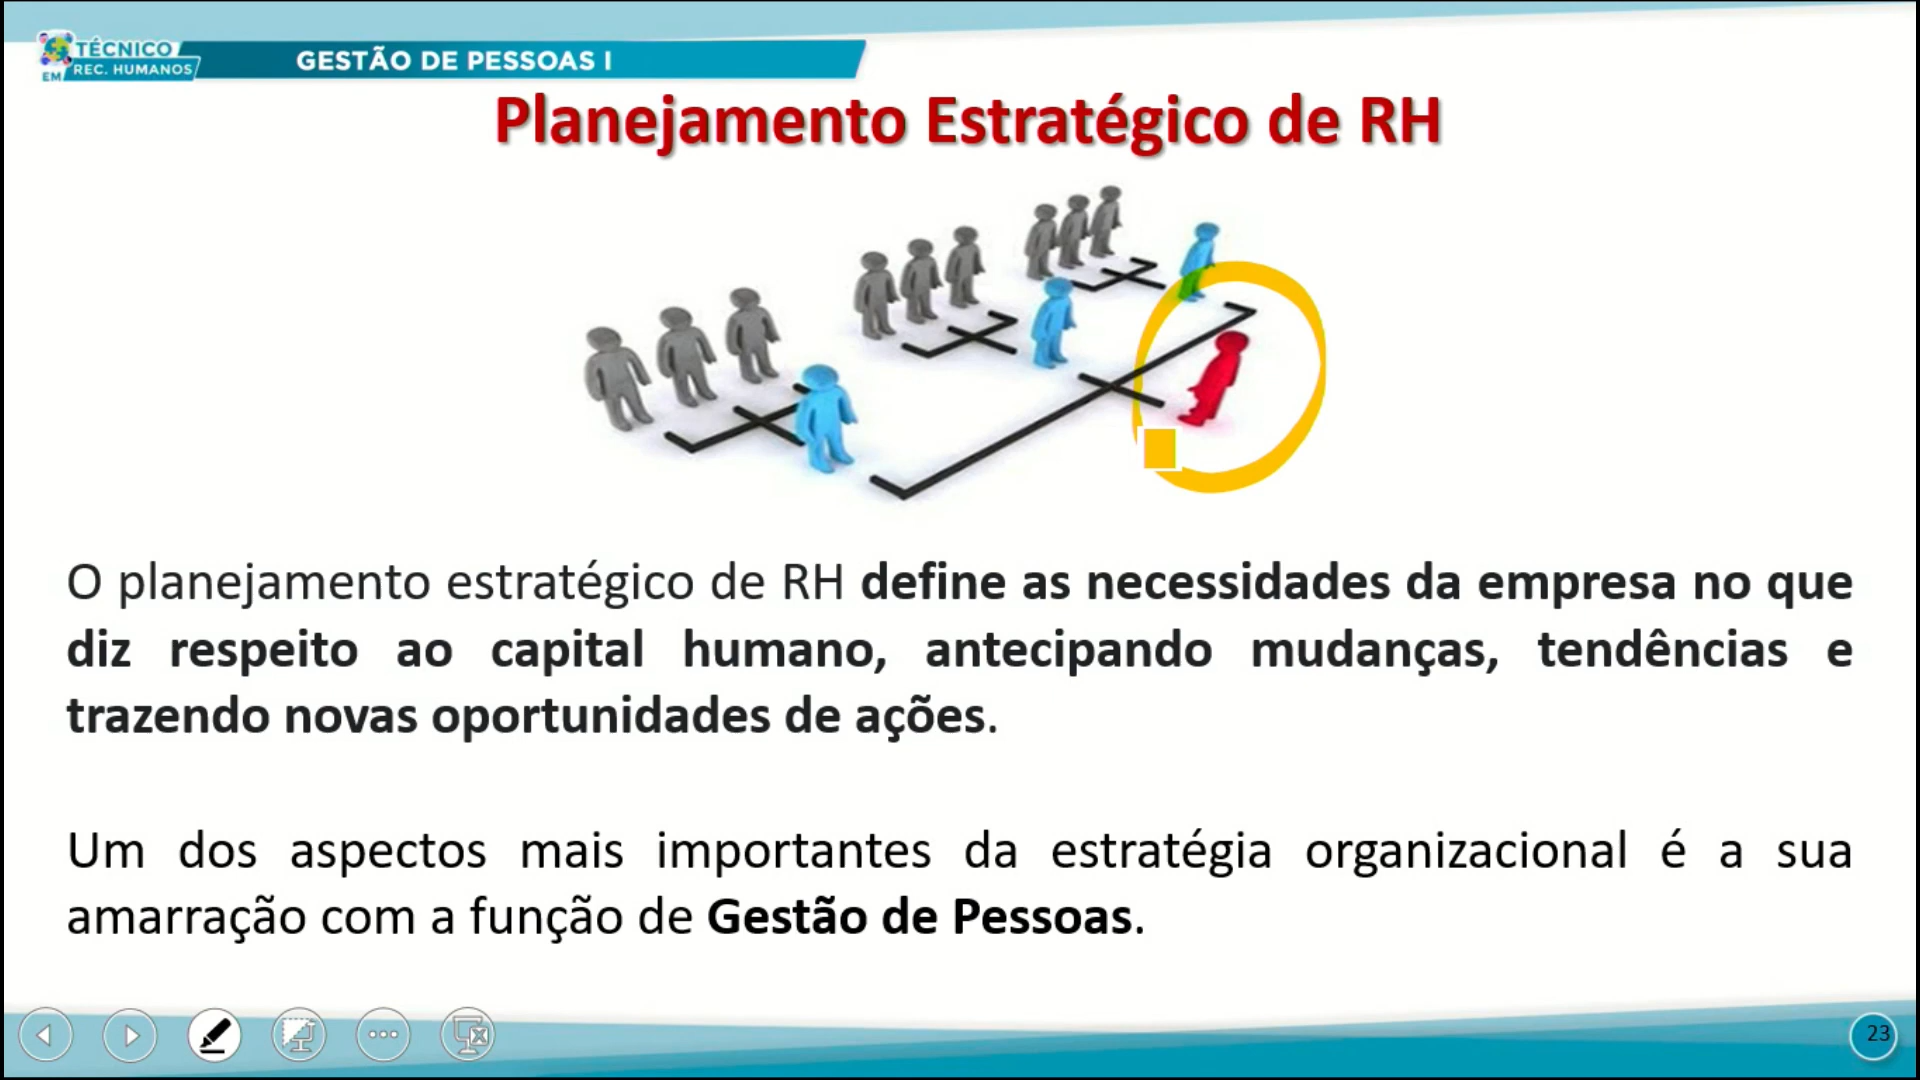 TÉCNICO
EM REC. HUMANOS
GESTÃO DE PESSOAS I
Planejamento Estratégico de RH
O planejamento estratégico de RH define as necessidades da empresa no que
diz respeito ao capital humano, antecipando mudanças, tendências e
trazendo novas oportunidades de ações.
Um dos aspectos mais importantes da estratégia organizacional é a sua
amarração com a função de Gestão de Pessoas.
23